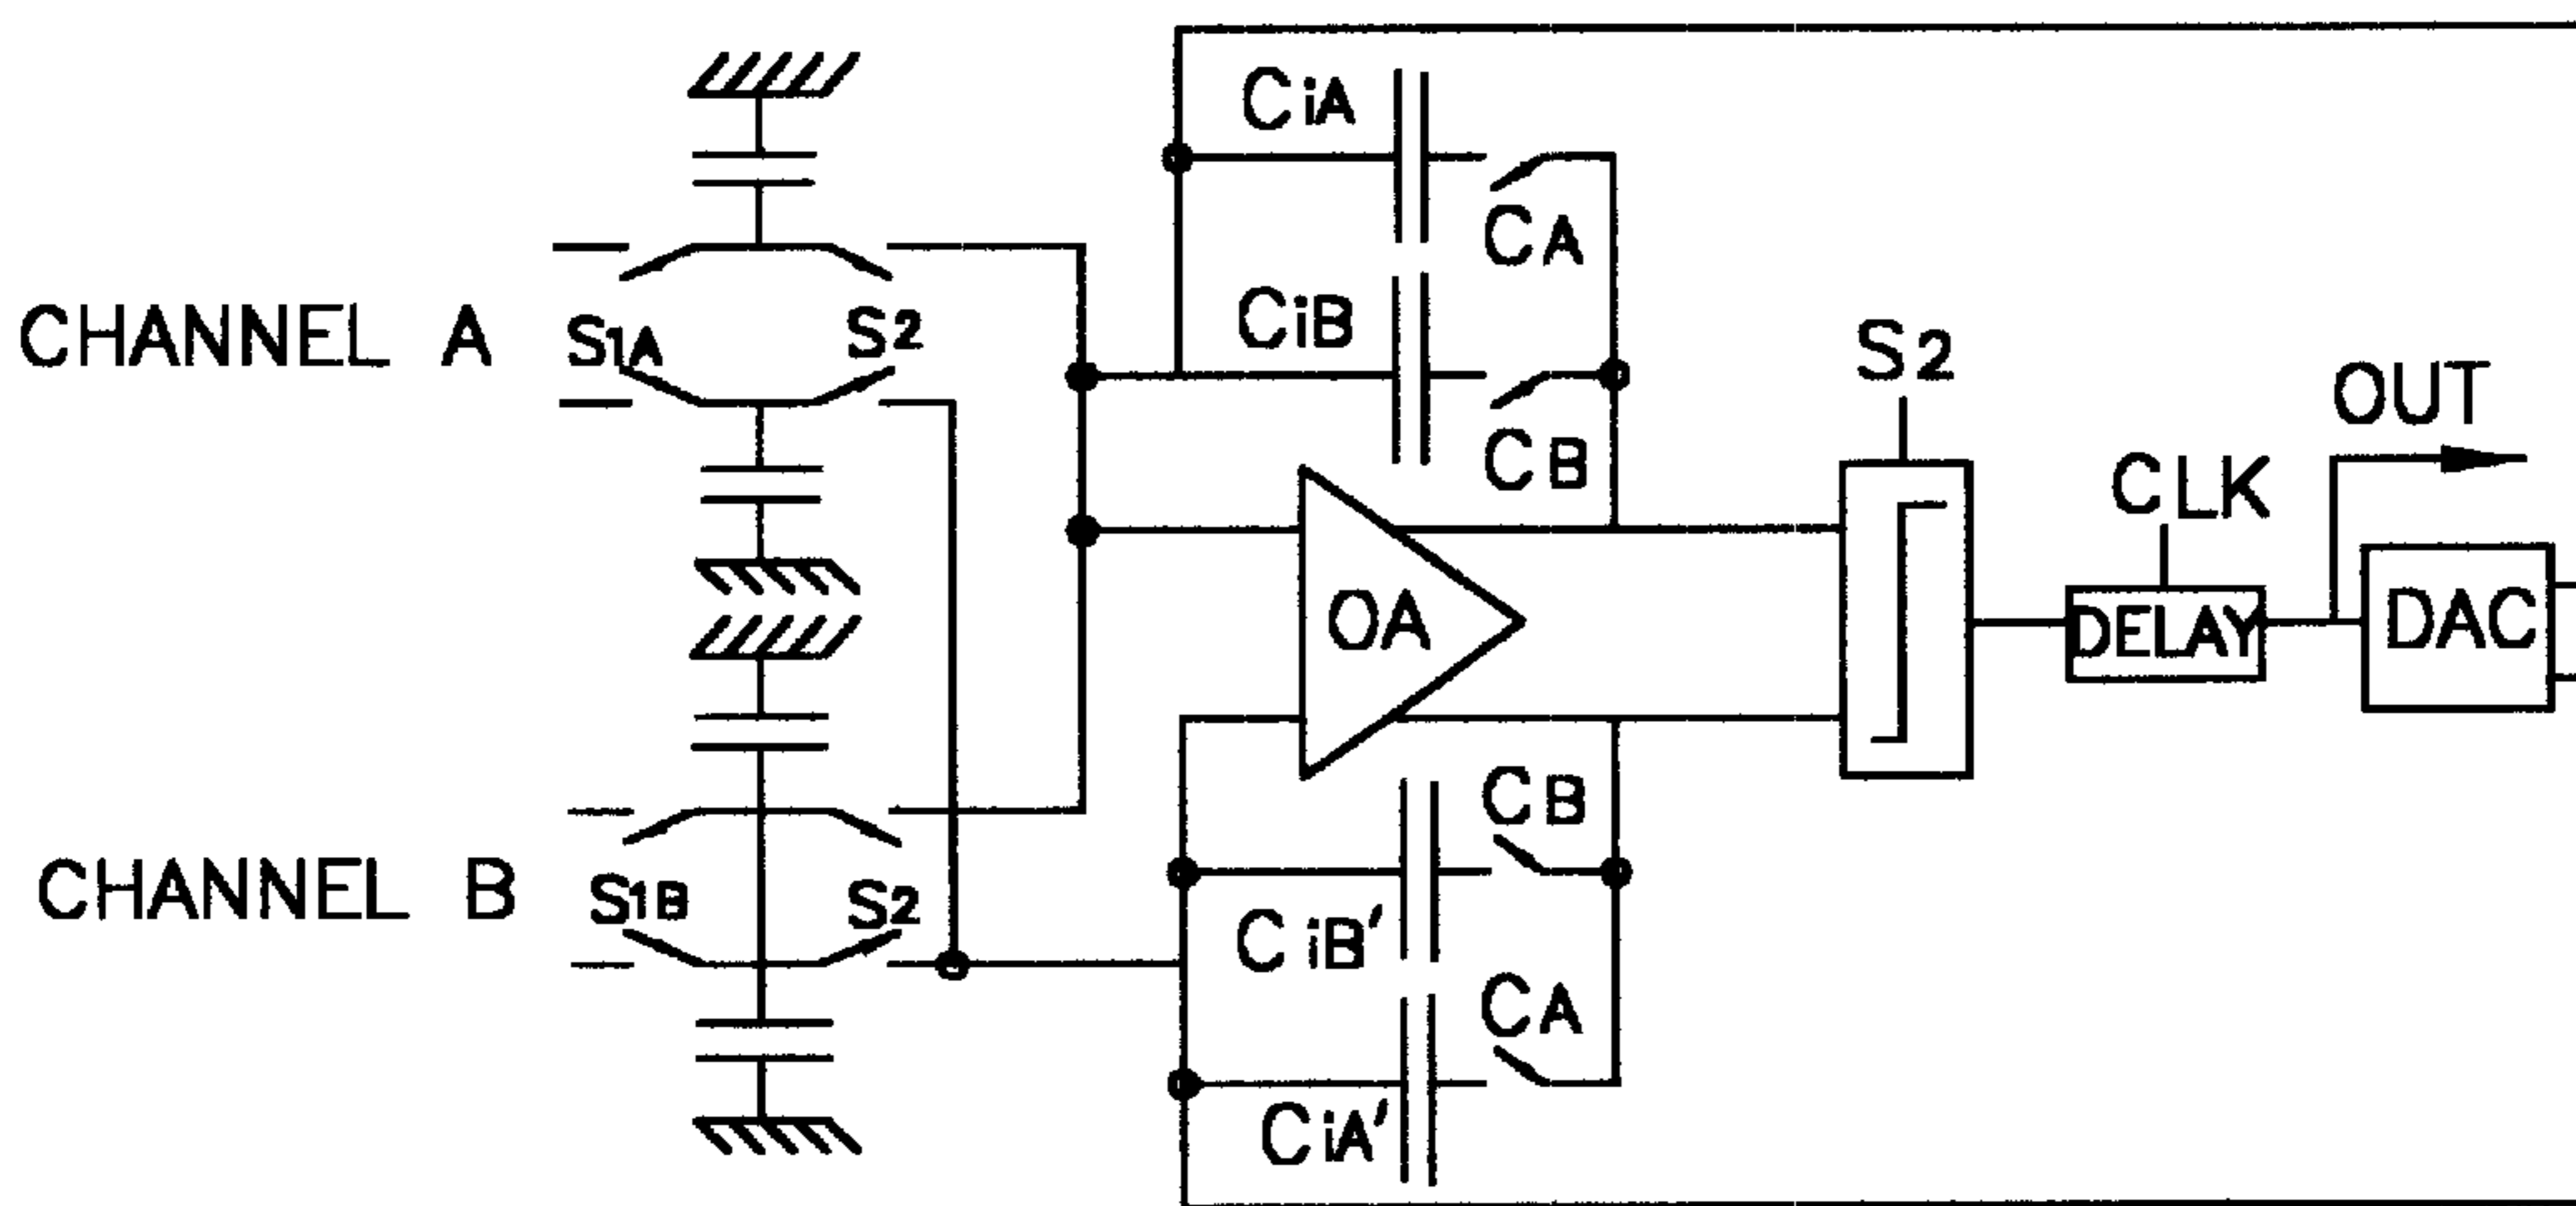 CiA
CA
CHANNEL A
S1A
S2
CiB
CB
S2
OUT
CLK
OA
DELAY
DAC
CB
CHANNEL B
S1B
S2
CiB'
CA
CiA'